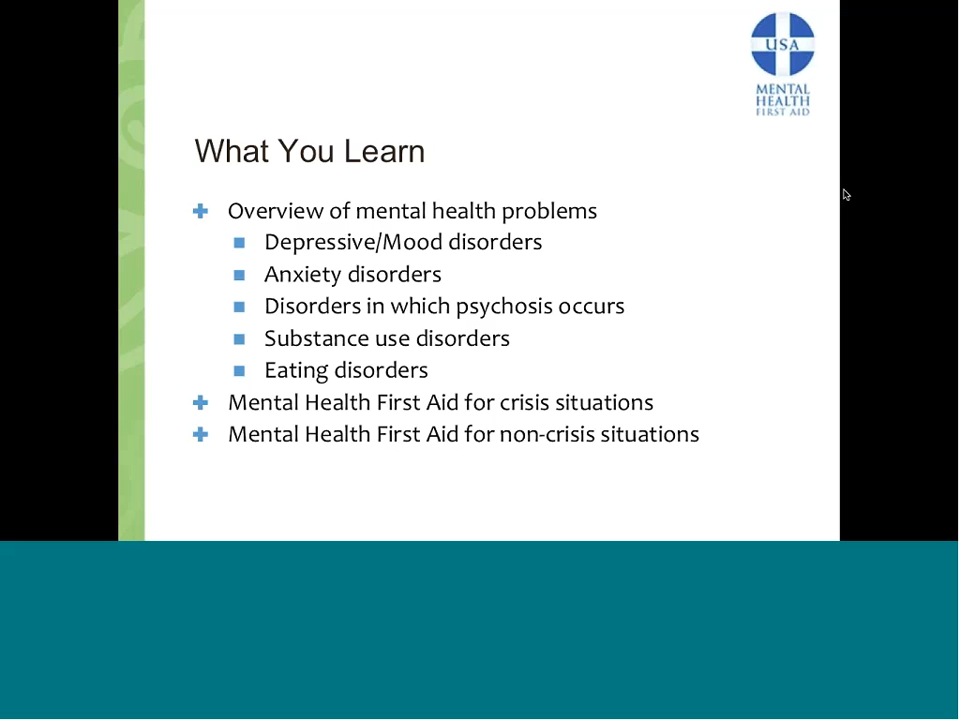 USA
MENTAL
HEALTH
FIRST AID
What You Learn
Overview of mental health problems
Depressive/Mood disorders
Anxiety disorders
Disorders in which psychosis occurs
Substance use disorders
Eating disorders
Mental Health First Aid for crisis situations
Mental Health First Aid for non-crisis situations